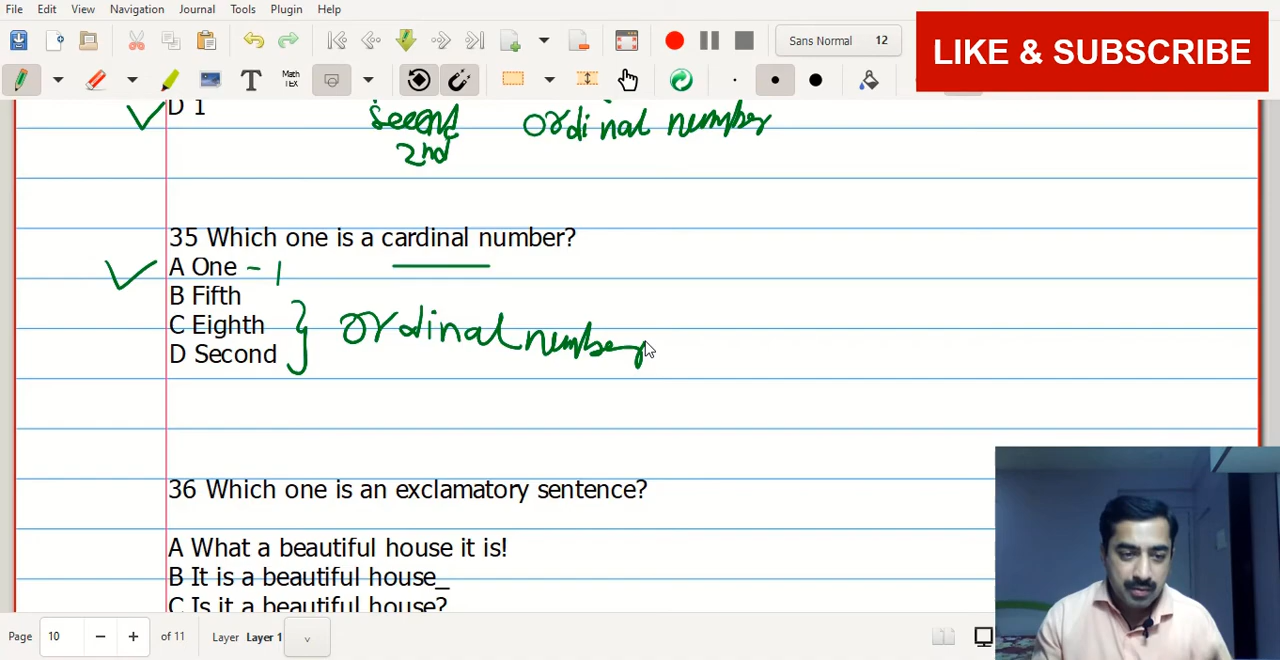 File Edit View Navigation Journal Tools Plugin Help
Sans Normal 12
LIKE & SUBSCRIBE
T Math TEX
D 1
second ordinal number
2nd
35 Which one is a cardinal number?
A One - 1
B Fifth
C Eighth
D Second
ordinal number
36 Which one is an exclamatory sentence?
A What a beautiful house it is!
B It is a beautiful house_
C Is it a beautiful house?
Page 10 - + of 11 Layer Layer 1